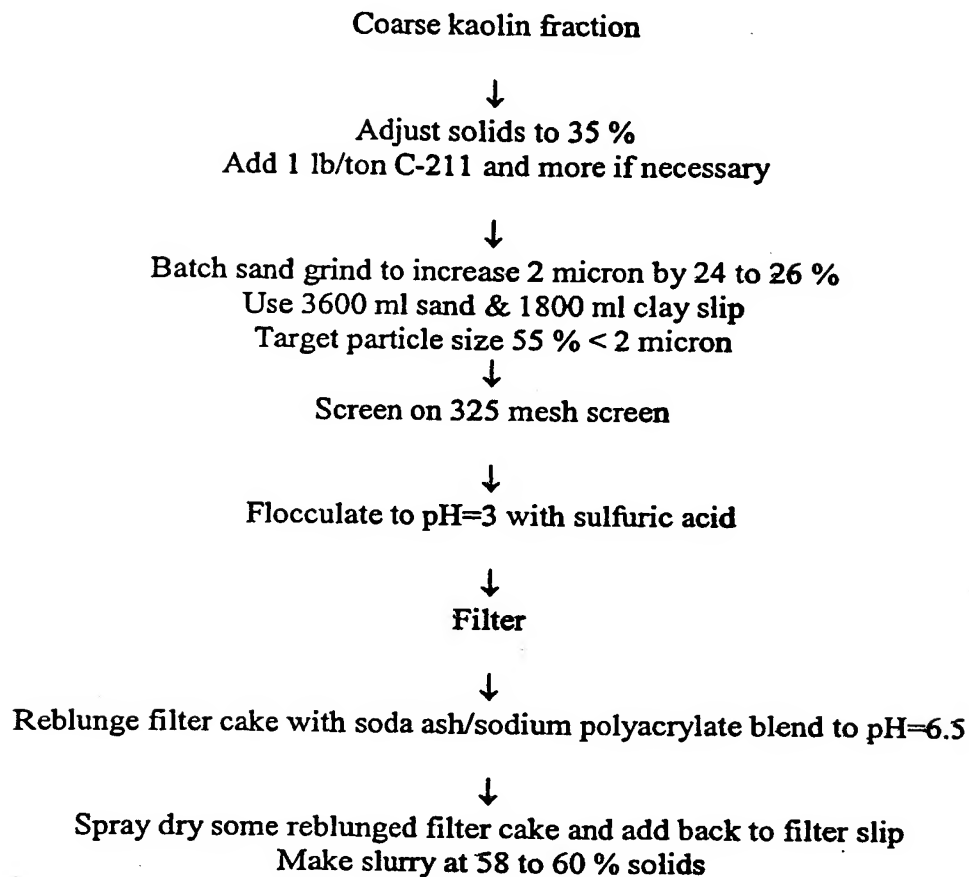 Coarse kaolin fraction
↓
Adjust solids to 35 %
Add 1 lb/ton C-211 and more if necessary
↓
Batch sand grind to increase 2 micron by 24 to 26 %
Use 3600 ml sand & 1800 ml clay slip
Target particle size 55 % < 2 micron
↓
Screen on 325 mesh screen
↓
Flocculate to pH=3 with sulfuric acid
↓
Filter
↓
Reblunge filter cake with soda ash/sodium polyacrylate blend to pH=6.5
↓
Spray dry some reblunged filter cake and add back to filter slip
Make slurry at 58 to 60 % solids